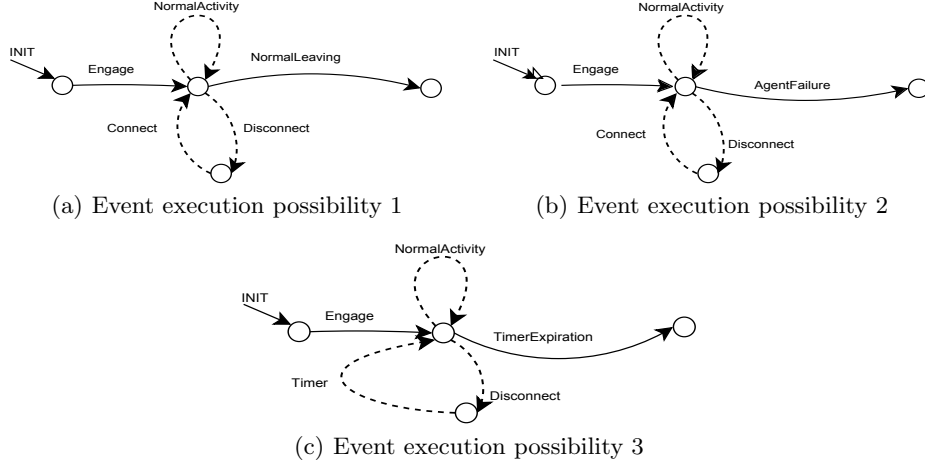 NormalActivity
INIT
Engage
NormalLeaving
Connect
Disconnect
(a) Event execution possibility 1
NormalActivity
INIT
Engage
AgentFailure
Connect
Disconnect
(b) Event execution possibility 2
NormalActivity
INIT
Engage
TimerExpiration
Timer
Disconnect
(c) Event execution possibility 3